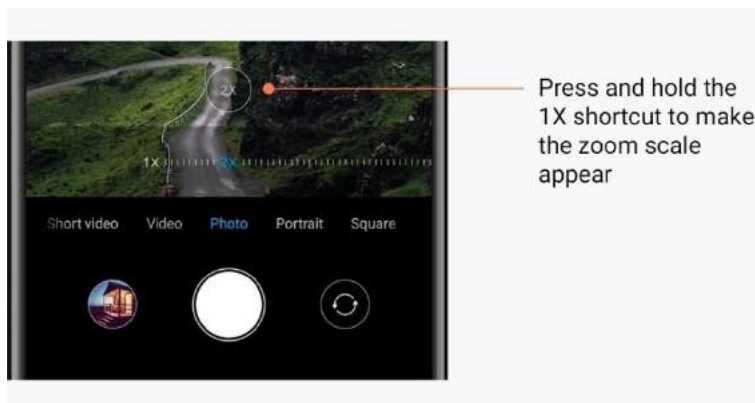 2X
Press and hold the
1X shortcut to make
the zoom scale
appear
1X 2X
Short video Video Photo Portrait Square